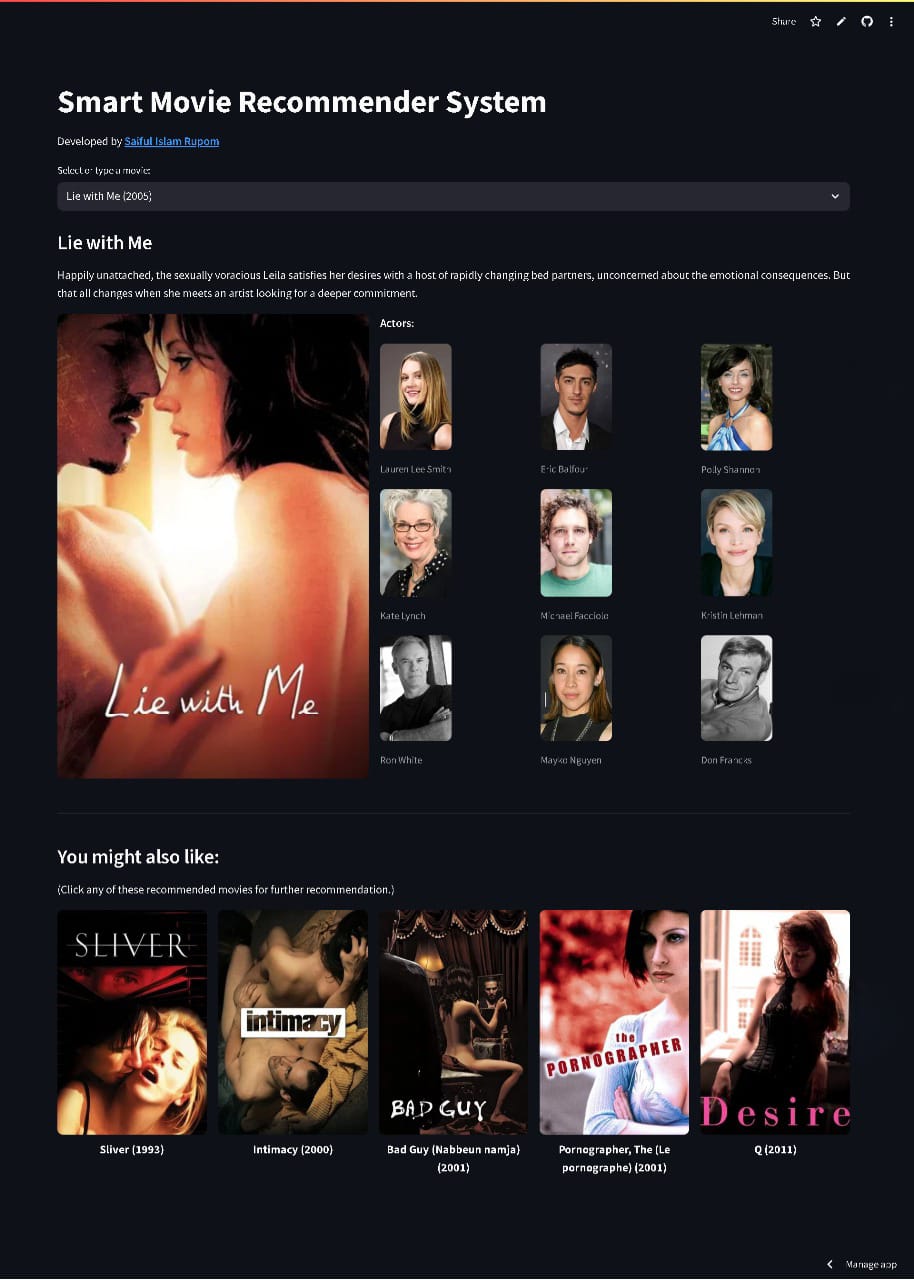 Share
Smart Movie Recommender System
Developed by Saiful Islam Rupom
Select or type a movie:
Lie with Me (2005)
Lie with Me
Happily unattached, the sexually voracious Leila satisfies her desires with a host of rapidly changing bed partners, unconcerned about the emotional consequences. But
that all changes when she meets an artist looking for a deeper commitment.
Lie with Me
Actors:
Lauren Lee Smith
Eric Balfour
Polly Shannon
Kate Lynch
Michael Facciolo
Kristin Lehman
Ron White
Mayko Nguyen
Don Francks
You might also like:
(Click any of these recommended movies for further recommendation.)
SLIVER
intimacy
BAD GUY
the
PORNOGRAPHER
Desire
Sliver (1993)
Intimacy (2000)
Bad Guy (Nabbeun namja)
(2001)
Pornographer, The (Le
pornographe) (2001)
Q (2011)
Manage app